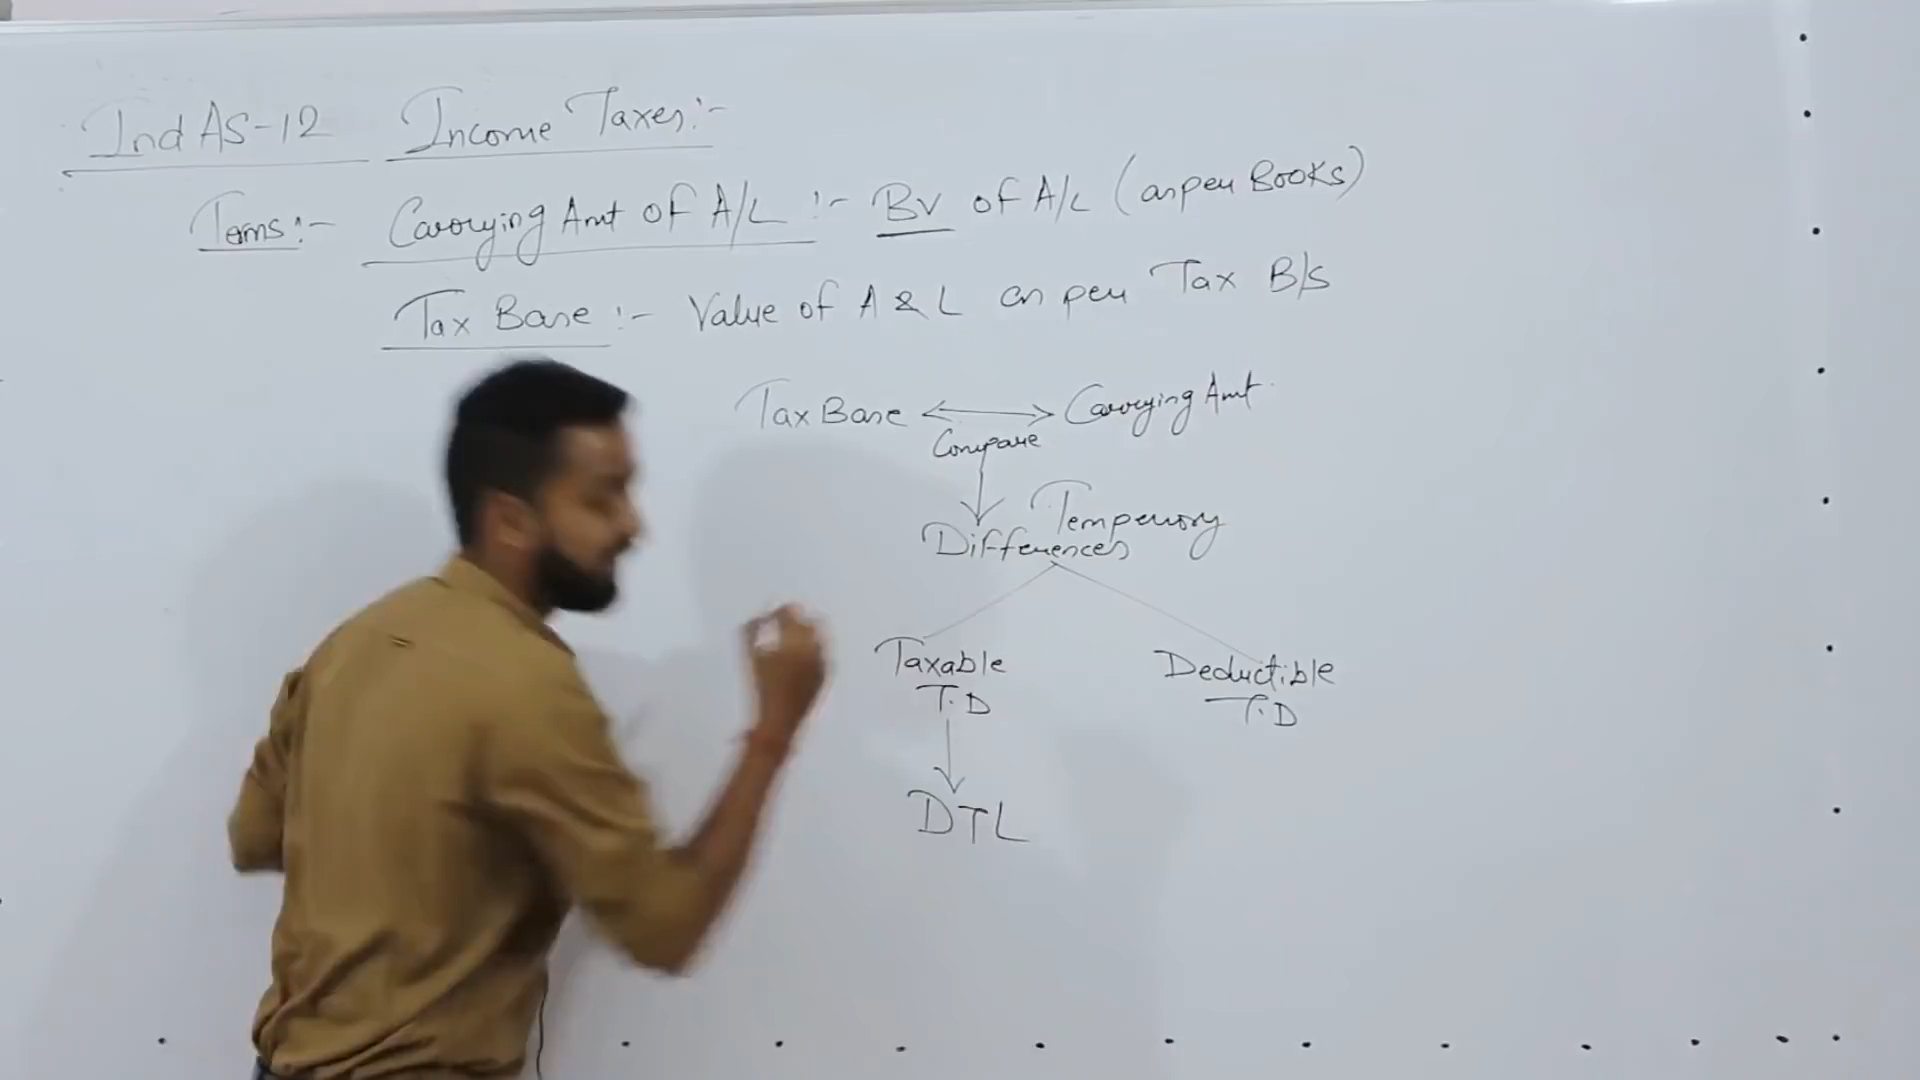 Ind AS-12 Income Taxes:-
Terms:- Carrying Amt of A/L :- BV of A/L (as per Books)
Tax Base :- Value of A & L as per Tax B/S
Tax Base ⟷ Carrying Amt.
Compare
Temperory
Differences
Taxable Deductible
T.D T.D
DTL